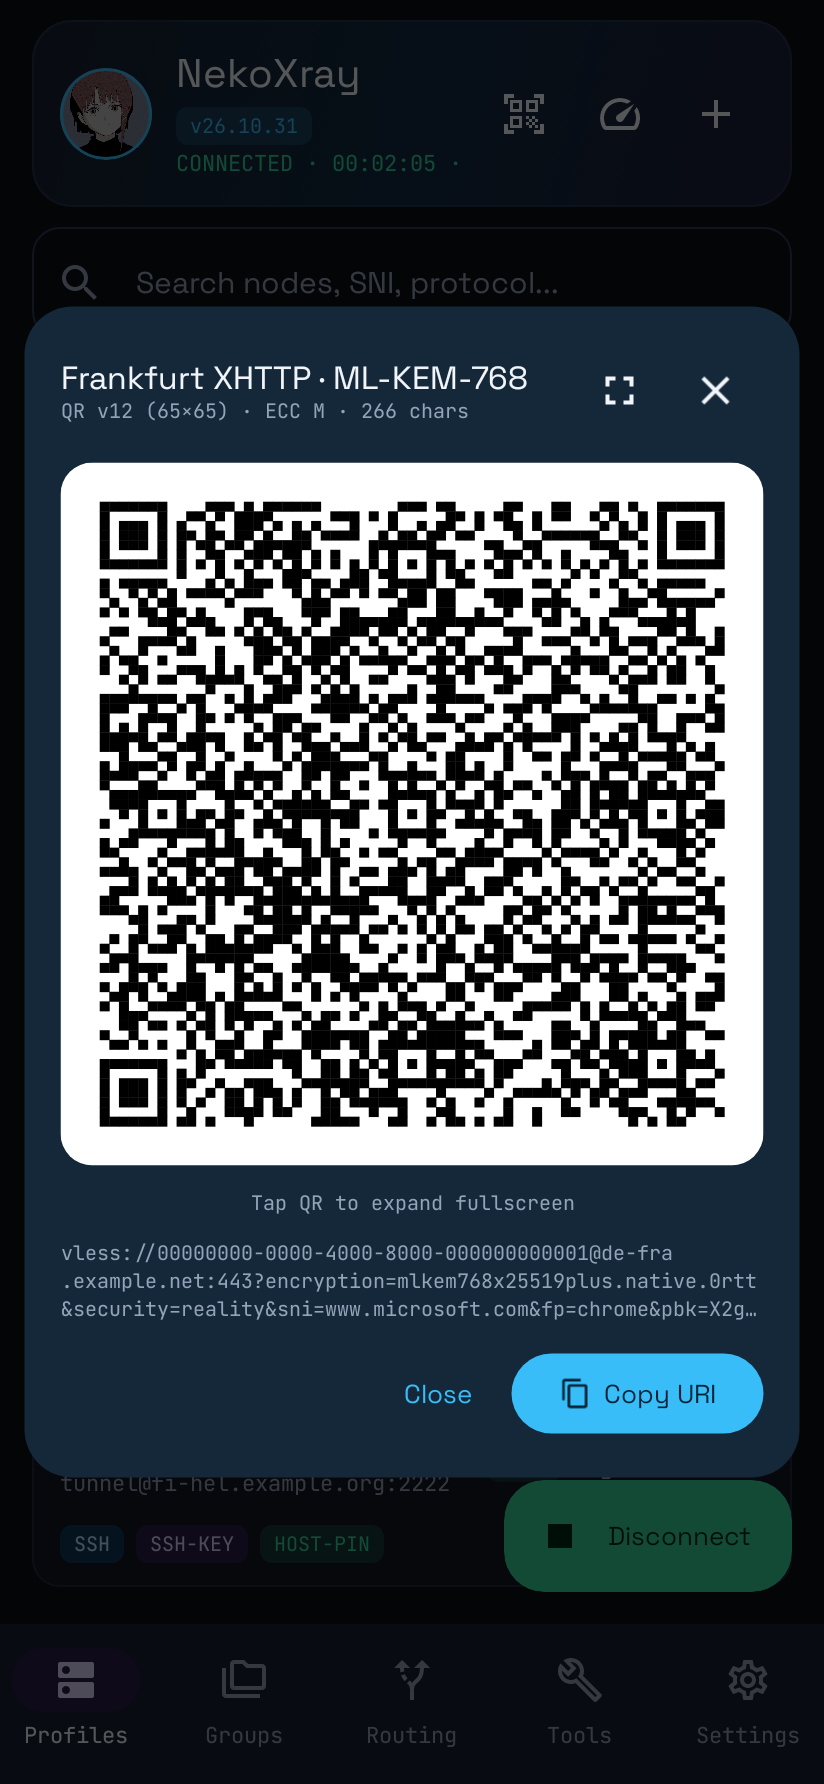 NekoXray
v26.10.31
CONNECTED · 00:02:05 ·
Search nodes, SNI, protocol...
Frankfurt XHTTP · ML-KEM-768
QR v12 (65×65) · ECC M · 266 chars
Tap QR to expand fullscreen
vless://00000000-0000-4000-8000-000000000001@de-fra
.example.net:443?encryption=mlkem768x25519plus.native.0rtt
&security=reality&sni=www.microsoft.com&fp=chrome&pbk=X2g…
Close
Copy URI
tunnel@fi-hel.example.org:2222
SSH
SSH-KEY
HOST-PIN
Disconnect
Profiles
Groups
Routing
Tools
Settings